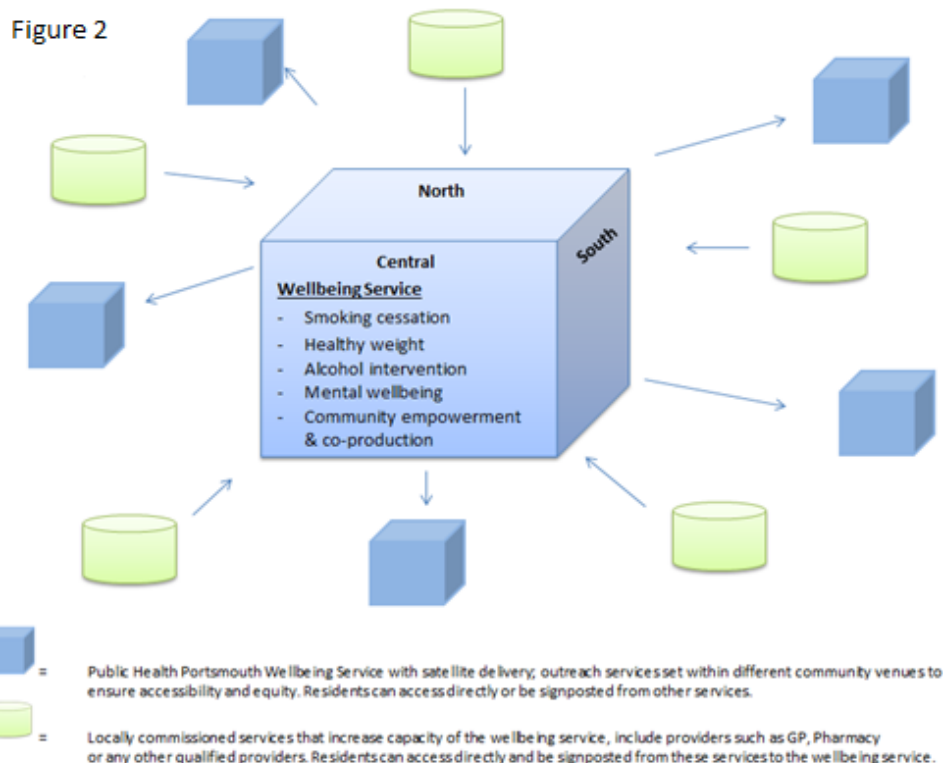 Figure 2
North
South
Central
Wellbeing Service
- Smoking cessation
- Healthy weight
- Alcohol intervention
- Mental wellbeing
- Community empowerment
& co-production
= Public Health Portsmouth Wellbeing Service with satellite delivery; outreach services set within different community venues to
ensure accessibility and equity. Residents can access directly or be signposted from other services.
= Locally commissioned services that increase capacity of the wellbeing service, include providers such as GP, Pharmacy
or any other qualified providers. Residents can access directly and be signposted from these services to the wellbeing service.